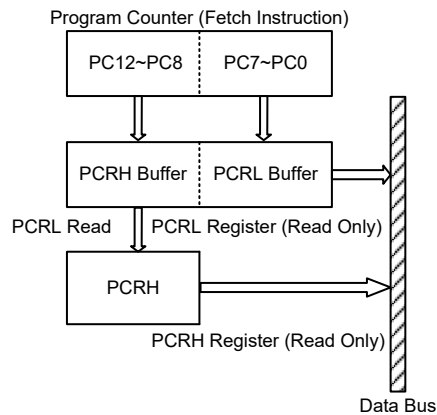 Program Counter (Fetch Instruction)
PC12~PC8 PC7~PC0
PCRH Buffer PCRL Buffer
PCRL Read PCRL Register (Read Only)
PCRH
PCRH Register (Read Only)
Data Bus